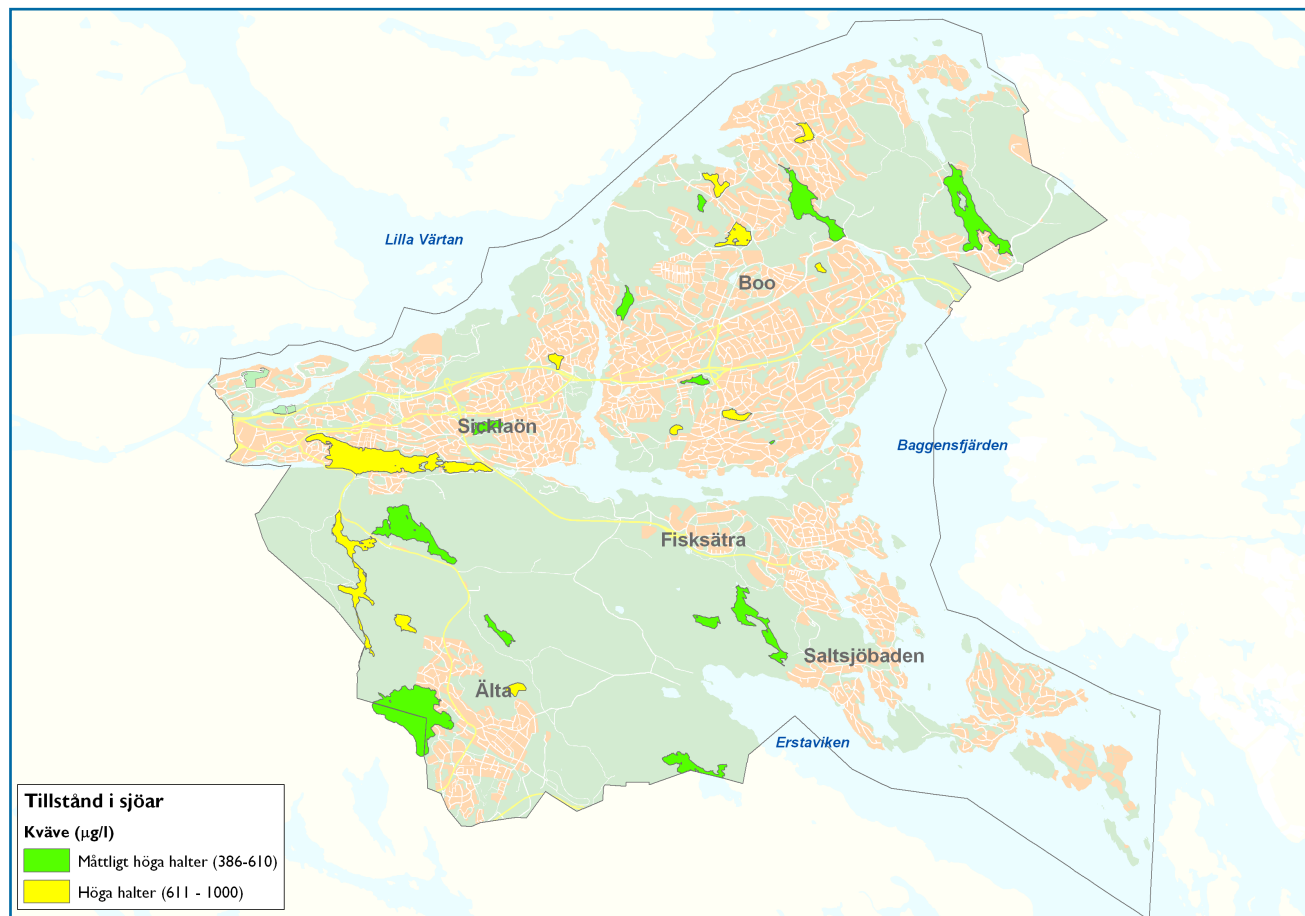 Lilla Värtan
Boo
Sicklaön
Baggensfjärden
Fisksätra
Saltsjöbaden
Älta
Erstaviken
Tillstånd i sjöar
Kväve (µg/l)
Måttligt höga halter (386-610)
Höga halter (611 - 1000)